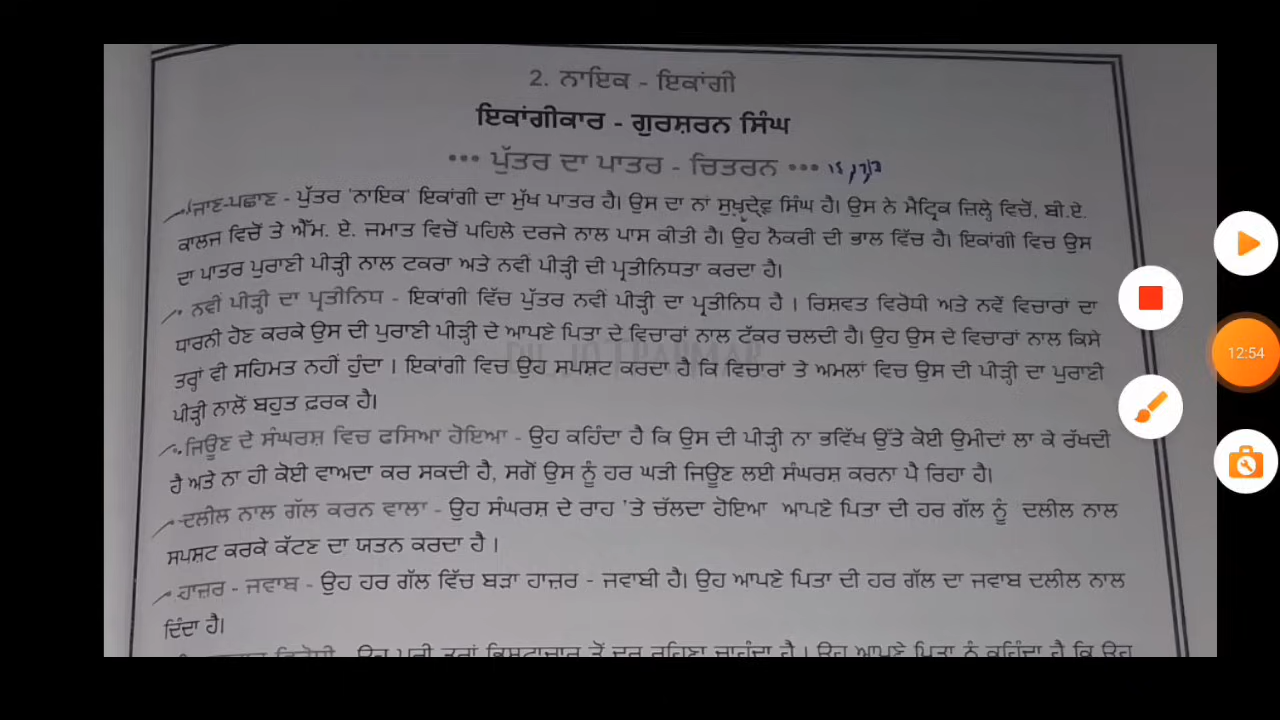 2. ਨਾਇਕ - ਇਕਾਂਗੀ
ਇਕਾਂਗੀਕਾਰ - ਗੁਰਸ਼ਰਨ ਸਿੰਘ
••• ਪੁੱਤਰ ਦਾ ਪਾਤਰ - ਚਿਤਰਨ •••
ਜਾਣ-ਪਛਾਣ - ਪੁੱਤਰ 'ਨਾਇਕ' ਇਕਾਂਗੀ ਦਾ ਮੁੱਖ ਪਾਤਰ ਹੈ। ਉਸ ਦਾ ਨਾਂ ਸੁਖਦੇਵ ਸਿੰਘ ਹੈ। ਉਸ ਨੇ ਮੈਟ੍ਰਿਕ ਜ਼ਿਲ੍ਹੇ ਵਿਚੋਂ, ਬੀ.ਏ.
ਕਾਲਜ ਵਿਚੋਂ ਤੇ ਐੱਮ. ਏ. ਜਮਾਤ ਵਿਚੋਂ ਪਹਿਲੇ ਦਰਜੇ ਨਾਲ ਪਾਸ ਕੀਤੀ ਹੈ। ਉਹ ਨੌਕਰੀ ਦੀ ਭਾਲ ਵਿੱਚ ਹੈ। ਇਕਾਂਗੀ ਵਿਚ ਉਸ
ਦਾ ਪਾਤਰ ਪੁਰਾਣੀ ਪੀੜ੍ਹੀ ਨਾਲ ਟਕਰਾ ਅਤੇ ਨਵੀਂ ਪੀੜ੍ਹੀ ਦੀ ਪ੍ਰਤੀਨਿਧਤਾ ਕਰਦਾ ਹੈ।
ਨਵੀਂ ਪੀੜ੍ਹੀ ਦਾ ਪ੍ਰਤੀਨਿਧ - ਇਕਾਂਗੀ ਵਿੱਚ ਪੁੱਤਰ ਨਵੀਂ ਪੀੜ੍ਹੀ ਦਾ ਪ੍ਰਤੀਨਿਧ ਹੈ । ਰਿਸ਼ਵਤ ਵਿਰੋਧੀ ਅਤੇ ਨਵੇਂ ਵਿਚਾਰਾਂ ਦਾ
ਧਾਰਨੀ ਹੋਣ ਕਰਕੇ ਉਸ ਦੀ ਪੁਰਾਣੀ ਪੀੜ੍ਹੀ ਦੇ ਆਪਣੇ ਪਿਤਾ ਦੇ ਵਿਚਾਰਾਂ ਨਾਲ ਟੱਕਰ ਚਲਦੀ ਹੈ। ਉਹ ਉਸ ਦੇ ਵਿਚਾਰਾਂ ਨਾਲ ਕਿਸੇ
ਤਰ੍ਹਾਂ ਵੀ ਸਹਿਮਤ ਨਹੀਂ ਹੁੰਦਾ । ਇਕਾਂਗੀ ਵਿਚ ਉਹ ਸਪਸ਼ਟ ਕਰਦਾ ਹੈ ਕਿ ਵਿਚਾਰਾਂ ਤੇ ਅਮਲਾਂ ਵਿਚ ਉਸ ਦੀ ਪੀੜ੍ਹੀ ਦਾ ਪੁਰਾਣੀ
ਪੀੜ੍ਹੀ ਨਾਲੋਂ ਬਹੁਤ ਫ਼ਰਕ ਹੈ।
ਜਿਊਣ ਦੇ ਸੰਘਰਸ਼ ਵਿਚ ਫਸਿਆ ਹੋਇਆ - ਉਹ ਕਹਿੰਦਾ ਹੈ ਕਿ ਉਸ ਦੀ ਪੀੜ੍ਹੀ ਨਾ ਭਵਿੱਖ ਉੱਤੇ ਕੋਈ ਉਮੀਦਾਂ ਲਾ ਕੇ ਰੱਖਦੀ
ਹੈ ਅਤੇ ਨਾ ਹੀ ਕੋਈ ਵਾਅਦਾ ਕਰ ਸਕਦੀ ਹੈ, ਸਗੋਂ ਉਸ ਨੂੰ ਹਰ ਘੜੀ ਜਿਊਣ ਲਈ ਸੰਘਰਸ਼ ਕਰਨਾ ਪੈ ਰਿਹਾ ਹੈ।
ਦਲੀਲ ਨਾਲ ਗੱਲ ਕਰਨ ਵਾਲਾ - ਉਹ ਸੰਘਰਸ਼ ਦੇ ਰਾਹ 'ਤੇ ਚੱਲਦਾ ਹੋਇਆ ਆਪਣੇ ਪਿਤਾ ਦੀ ਹਰ ਗੱਲ ਨੂੰ ਦਲੀਲ ਨਾਲ
ਸਪਸ਼ਟ ਕਰਕੇ ਕੱਟਣ ਦਾ ਯਤਨ ਕਰਦਾ ਹੈ ।
ਹਾਜ਼ਰ - ਜਵਾਬ - ਉਹ ਹਰ ਗੱਲ ਵਿੱਚ ਬੜਾ ਹਾਜ਼ਰ - ਜਵਾਬੀ ਹੈ। ਉਹ ਆਪਣੇ ਪਿਤਾ ਦੀ ਹਰ ਗੱਲ ਦਾ ਜਵਾਬ ਦਲੀਲ ਨਾਲ
ਦਿੰਦਾ ਹੈ।
12:54